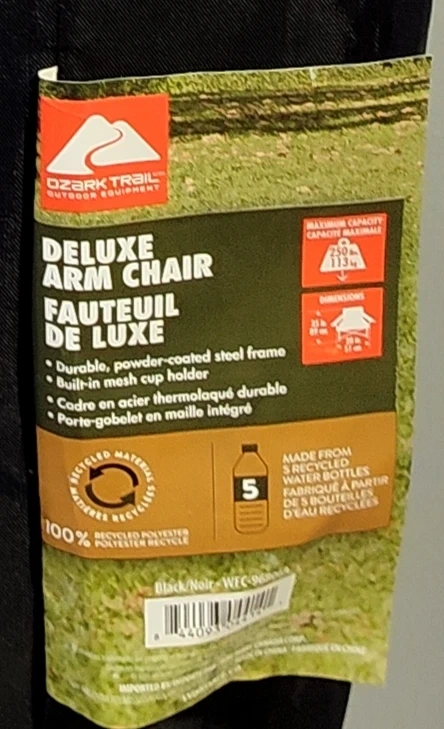 OZARK TRAIL
OUTDOOR EQUIPMENT
MAXIMUM CAPACITY
CAPACITÉ MAXIMALE
250 lb
113 kg
DIMENSIONS
DELUXE
ARM CHAIR
FAUTEUIL
DE LUXE
• Durable, powder-coated steel frame
• Built-in mesh cup holder
• Cadre en acier thermolaqué durable
• Porte-gobelet en maille intégré
RECYCLED MATERIAL
MATIÈRES RECYCLÉES
100% RECYCLED POLYESTER
POLYESTER RECYCLÉ
5
MADE FROM
5 RECYCLED
WATER BOTTLES
FABRIQUÉ À PARTIR
DE 5 BOUTEILLES
D'EAU RECYCLÉES
Black/Noir
IMPORTED BY